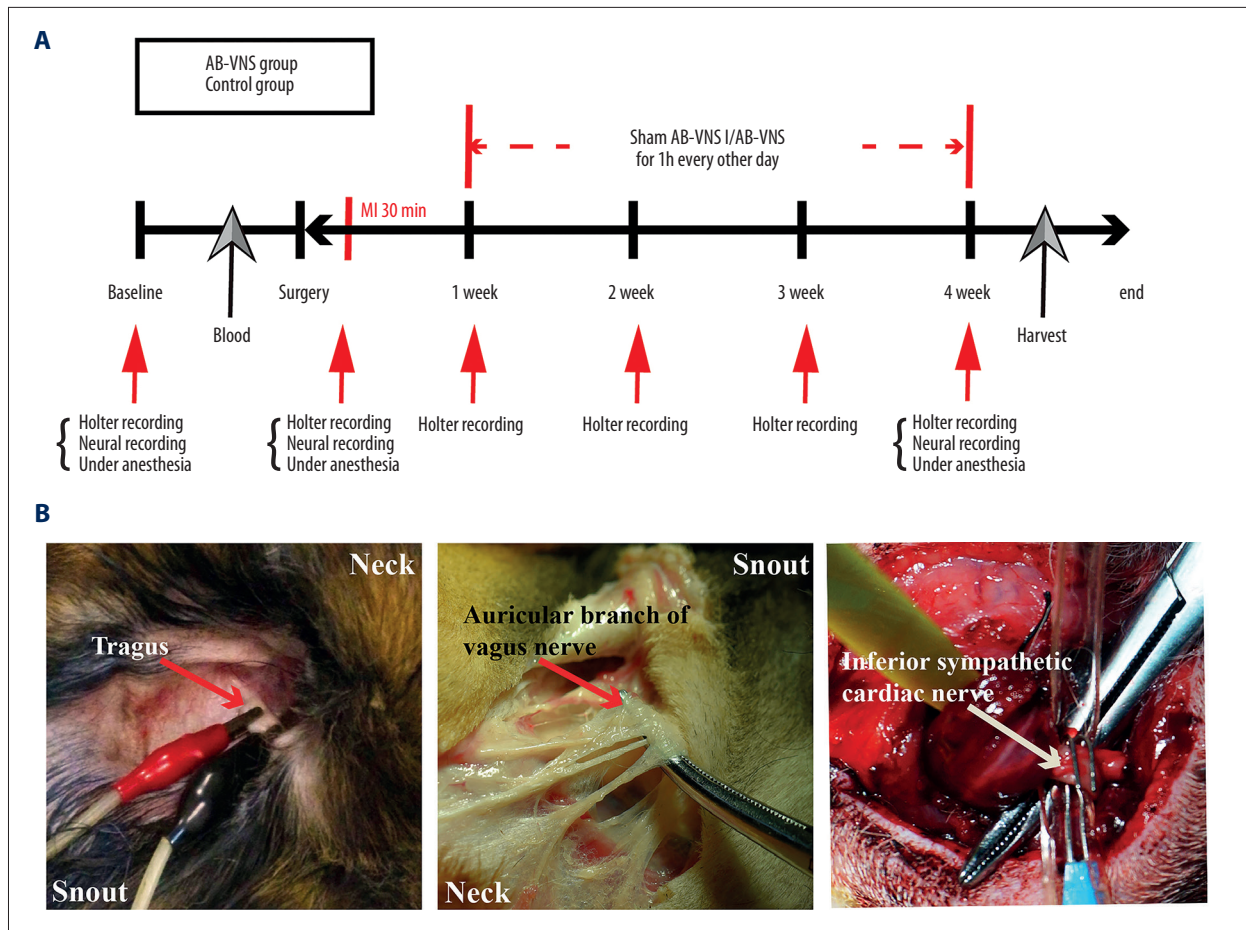 A
AB-VNS group
Control group
Sham AB-VNS I/AB-VNS
for 1h every other day
MI 30 min
Baseline
Surgery
1 week
2 week
3 week
4 week
end
Blood
Harvest
Holter recording
Neural recording
Under anesthesia
Holter recording
Neural recording
Under anesthesia
Holter recording
Holter recording
Holter recording
Holter recording
Neural recording
Under anesthesia
B
Neck
Tragus
Snout
Snout
Auricular branch of
vagus nerve
Neck
Inferior sympathetic
cardiac nerve